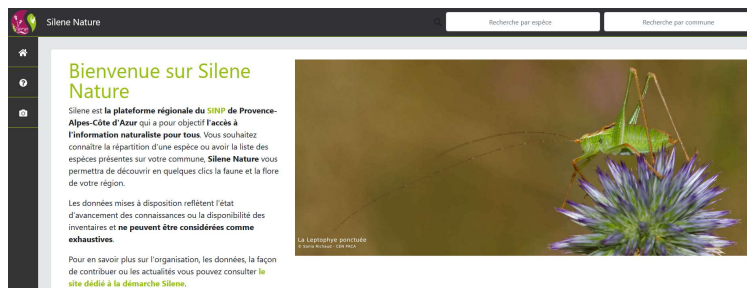 Silene Nature
Recherche par espèce
Recherche par commune
Bienvenue sur Silene
Nature
Silene est la plateforme régionale du SINP de Provence-
Alpes-Côte d'Azur qui a pour objectif l'accès à
l'information naturaliste pour tous. Vous souhaitez
connaître la répartition d'une espèce ou avoir la liste des
espèces présentes sur votre commune, Silene Nature vous
permettra de découvrir en quelques clics la faune et la flore
de votre région.
Les données mises à disposition reflètent l'état
d'avancement des connaissances ou la disponibilité des
inventaires et ne peuvent être considérées comme
exhaustives.
Pour en savoir plus sur l'organisation, les données, la façon
de contribuer ou les actualités vous pouvez consulter le
site dédié à la démarche Silene.
La Leptophye ponctuée
© Sonia Richaud - CEN PACA